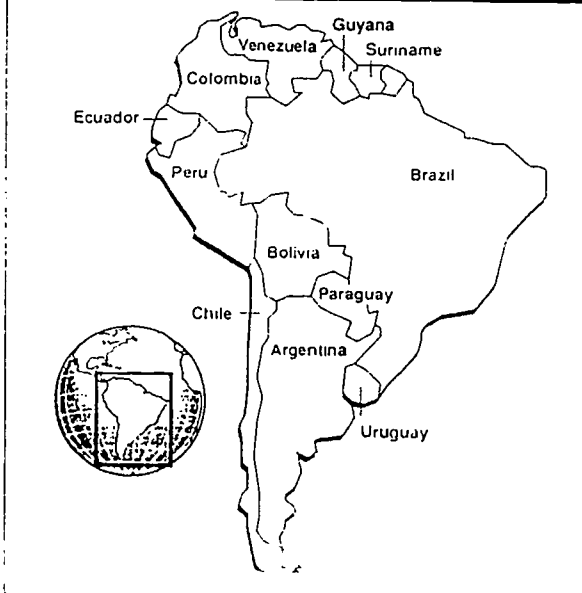 Guyana
Venezuela
Suriname
Colombia
Ecuador
Peru
Brazil
Bolivia
Paraguay
Chile
Argentina
Uruguay